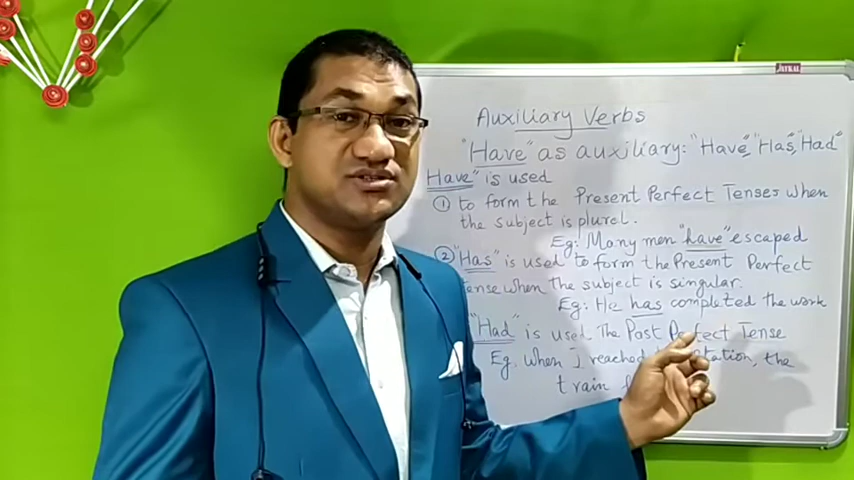 JAYKAL
Auxiliary Verbs
"Have" as auxiliary: "Have", "Has", "Had"
"Have" is used
① to form the Present Perfect Tenses when
the subject is plural.
Eg: Many men "have" escaped
② "Has" is used to form the Present Perfect
Tense when the subject is singular.
Eg: He has completed the work
"Had" is used The Past Perfect Tense
Eg. When I reached station, the
train